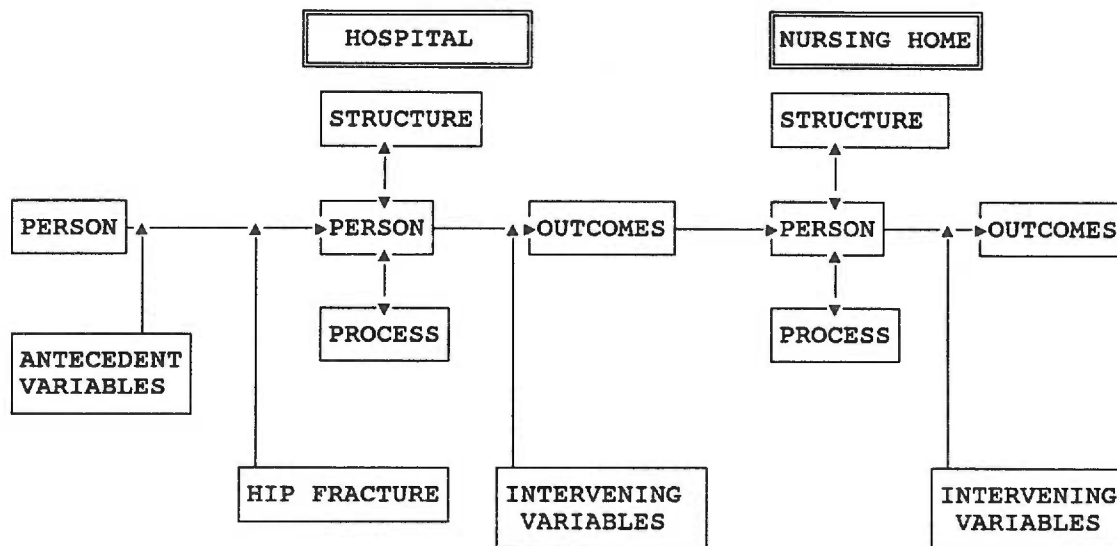 HOSPITAL
NURSING HOME
STRUCTURE
STRUCTURE
PERSON
PERSON
OUTCOMES
PERSON
OUTCOMES
PROCESS
PROCESS
ANTECEDENT
VARIABLES
HIP FRACTURE
INTERVENING
VARIABLES
INTERVENING
VARIABLES